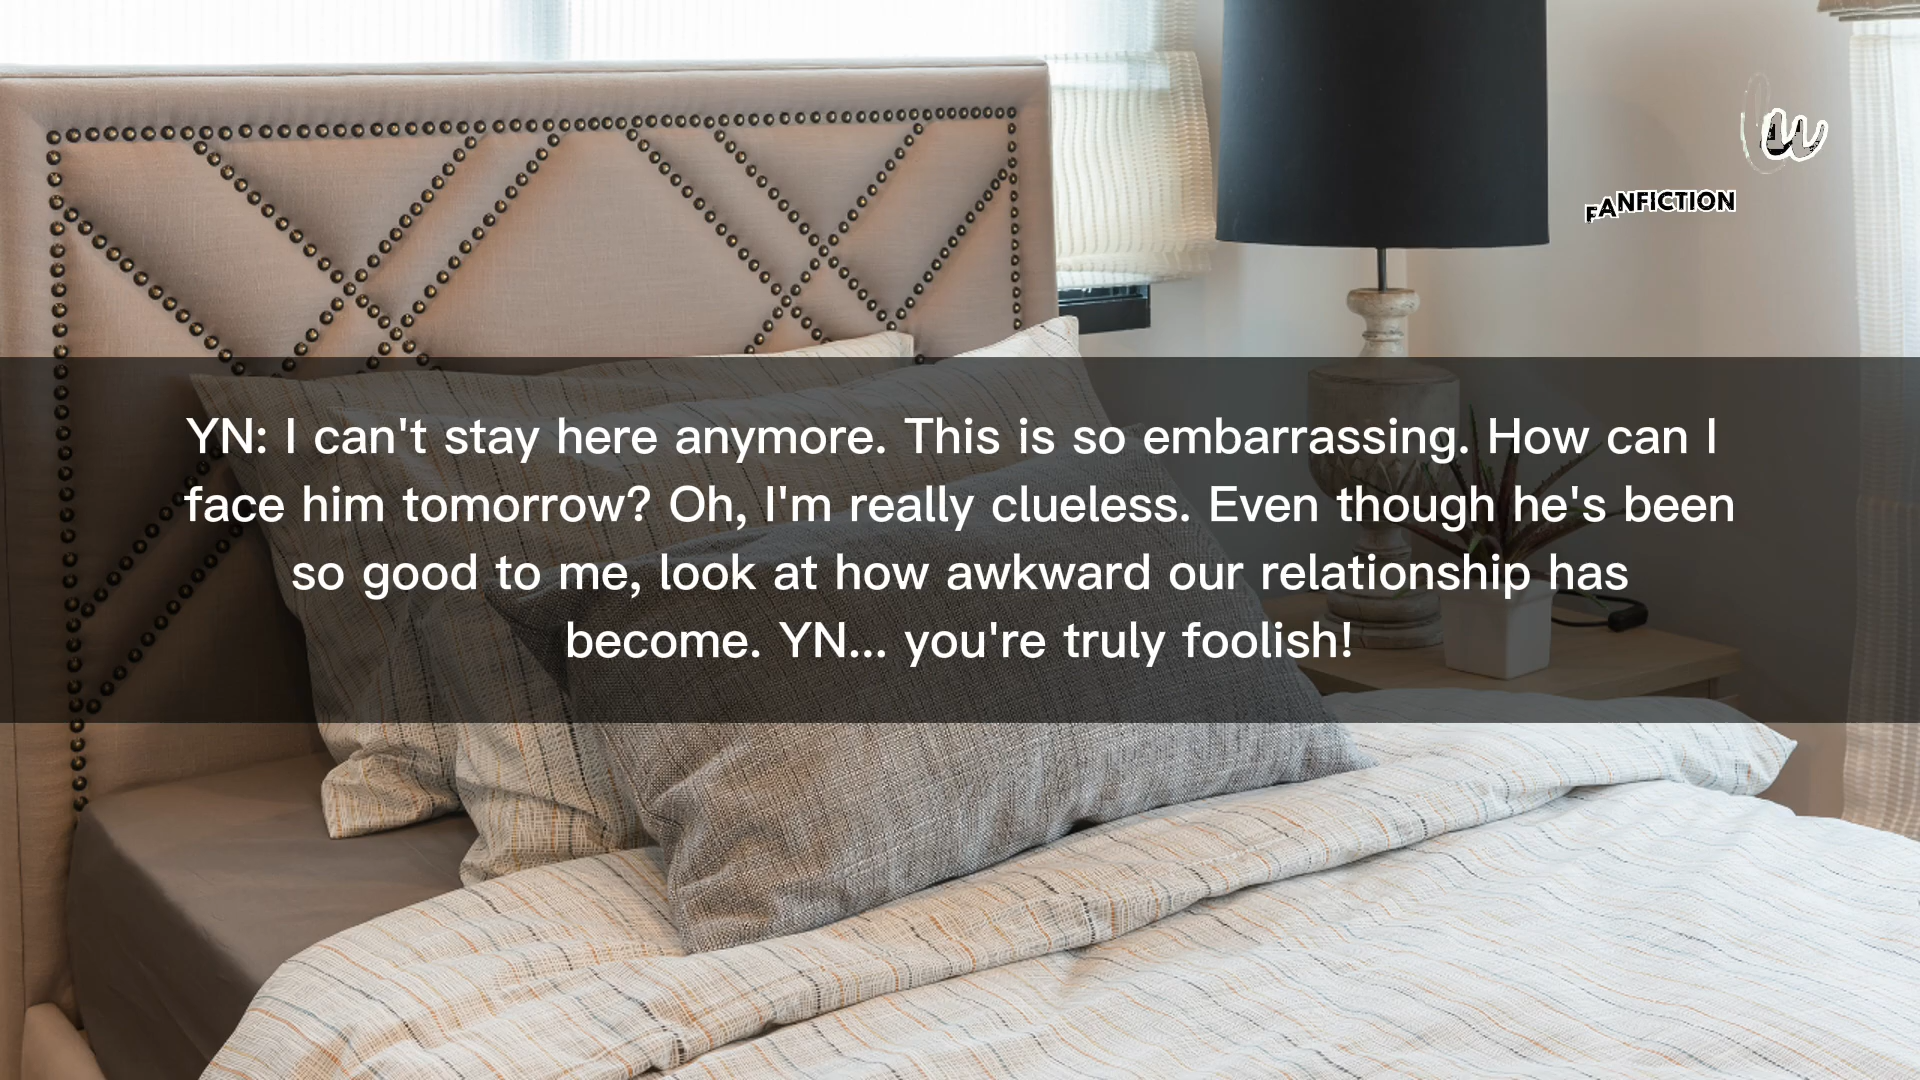 FANFICTION
YN: I can't stay here anymore. This is so embarrassing. How can I
face him tomorrow? Oh, I'm really clueless. Even though he's been
so good to me, look at how awkward our relationship has
become. YN... you're truly foolish!